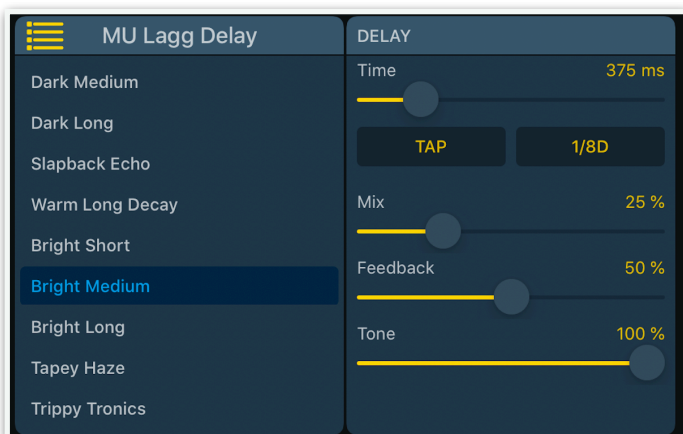 MU Lagg Delay
Dark Medium
Dark Long
Slapback Echo
Warm Long Decay
Bright Short
Bright Medium
Bright Long
Tapey Haze
Trippy Tronics
DELAY
Time 375 ms
TAP 1/8D
Mix 25 %
Feedback 50 %
Tone 100 %